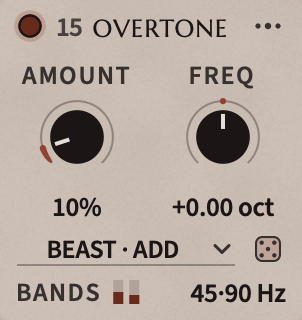 15 OVERTONE •••
AMOUNT FREQ
10% +0.00 oct
BEAST · ADD
BANDS 45·90 Hz